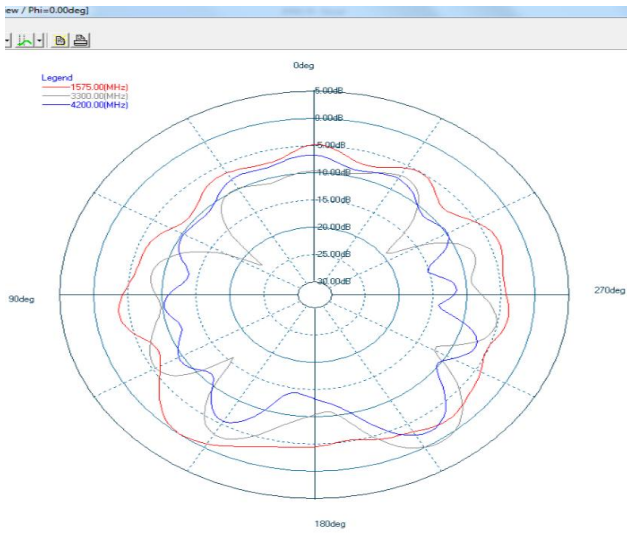 ew / Phi=0.00deg]
0deg
Legend
1575.00(MHz)
3300.00(MHz)
4200.00(MHz)
5.00dB
0.00dB
-5.00dB
-10.00dB
-15.00dB
-20.00dB
-25.00dB
-30.00dB
90deg
270deg
180deg